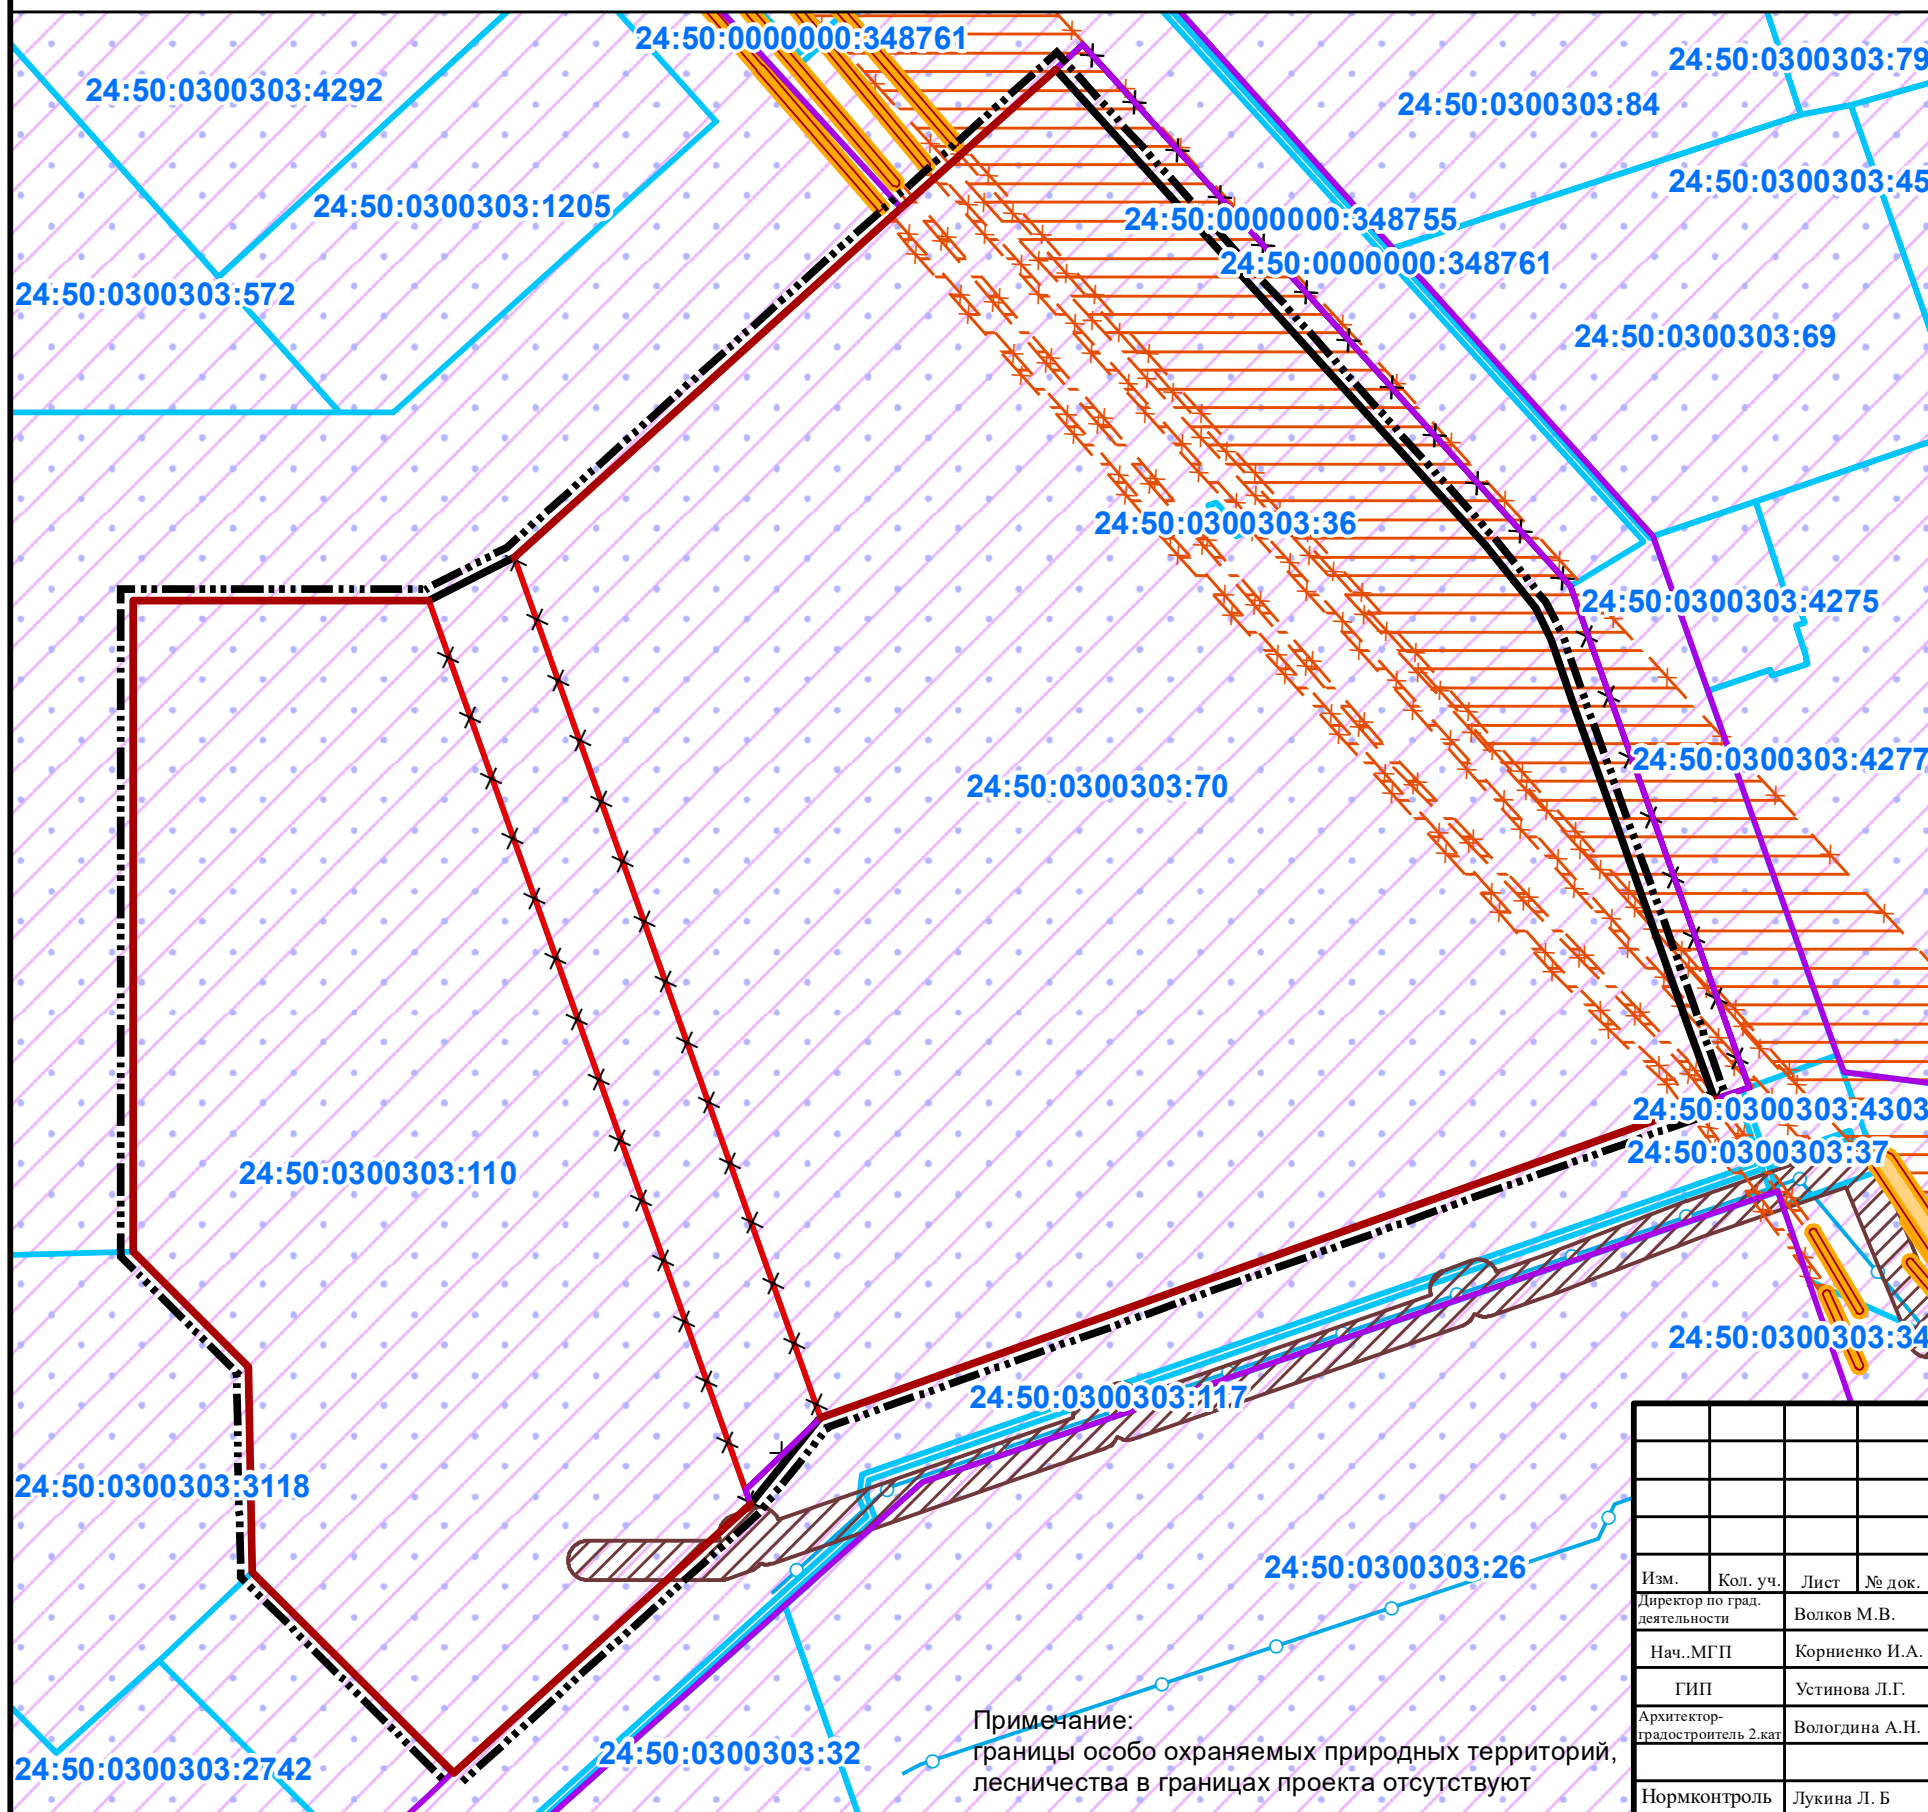 24:50:0000000:348761
24:50:0300303:79
24:50:0300303:4292
24:50:0300303:84
24:50:0300303:45
24:50:0300303:1205
24:50:0000000:348755
24:50:0000000:348761
24:50:0300303:572
24:50:0300303:69
24:50:0300303:36
24:50:0300303:4275
24:50:0300303:4277
24:50:0300303:70
24:50:0300303:4303
24:50:0300303:37
24:50:0300303:110
24:50:0300303:34
24:50:0300303:117
24:50:0300303:3118
24:50:0300303:26
24:50:0300303:32
24:50:0300303:2742
Примечание:
границы особо охраняемых природных территорий,
лесничества в границах проекта отсутствуют
Изм. Кол. уч. Лист № док.
Директор по град.
деятельности Волков М.В.
Нач..МГП Корниенко И.А.
ГИП Устинова Л.Г.
Архитектор-
градостроитель 2.кат Вологдина А.Н.
Нормконтроль Лукина Л. Б